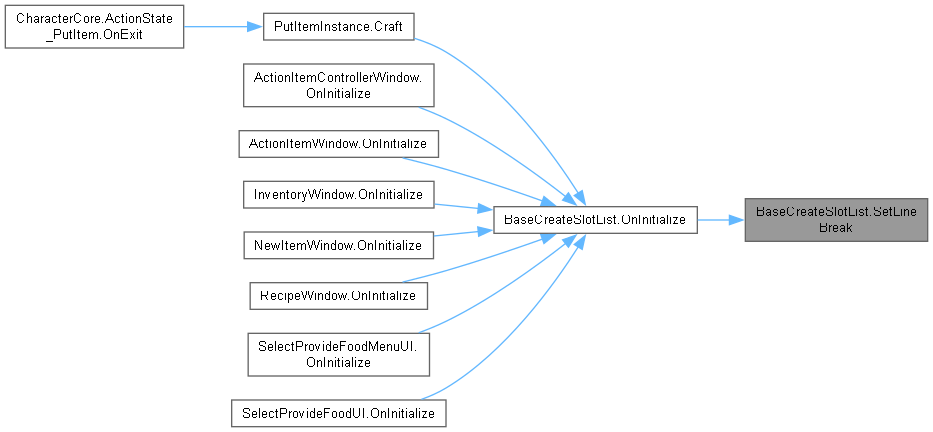 CharacterCore.ActionState
_PutItem.OnExit
PutItemInstance.Craft
ActionItemControllerWindow.
OnInitialize
ActionItemWindow.OnInitialize
InventoryWindow.OnInitialize
NewItemWindow.OnInitialize
RecipeWindow.OnInitialize
SelectProvideFoodMenuUI.
OnInitialize
SelectProvideFoodUI.OnInitialize
BaseCreateSlotList.OnInitialize
BaseCreateSlotList.SetLine
Break